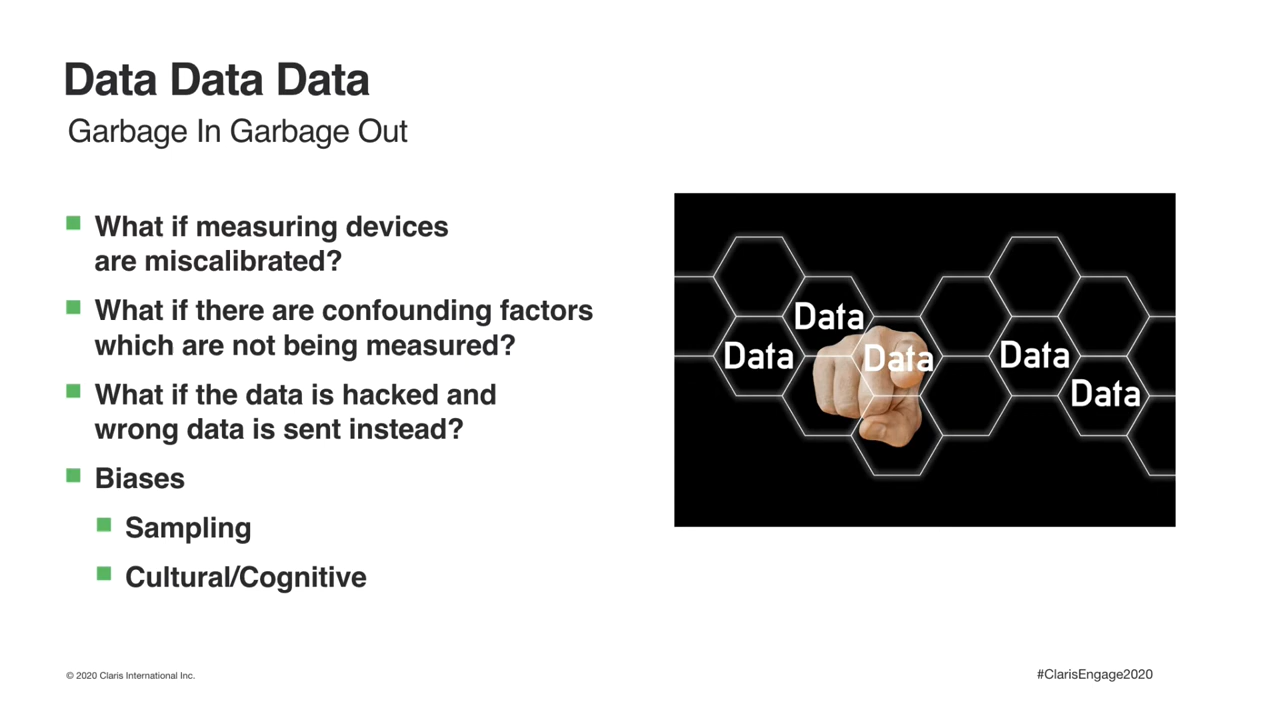 Data Data Data
Garbage In Garbage Out
What if measuring devices
are miscalibrated?
What if there are confounding factors
which are not being measured?
What if the data is hacked and
wrong data is sent instead?
Biases
Sampling
Cultural/Cognitive
Data
Data
Data
Data
Data
© 2020 Claris International Inc.
#ClarisEngage2020